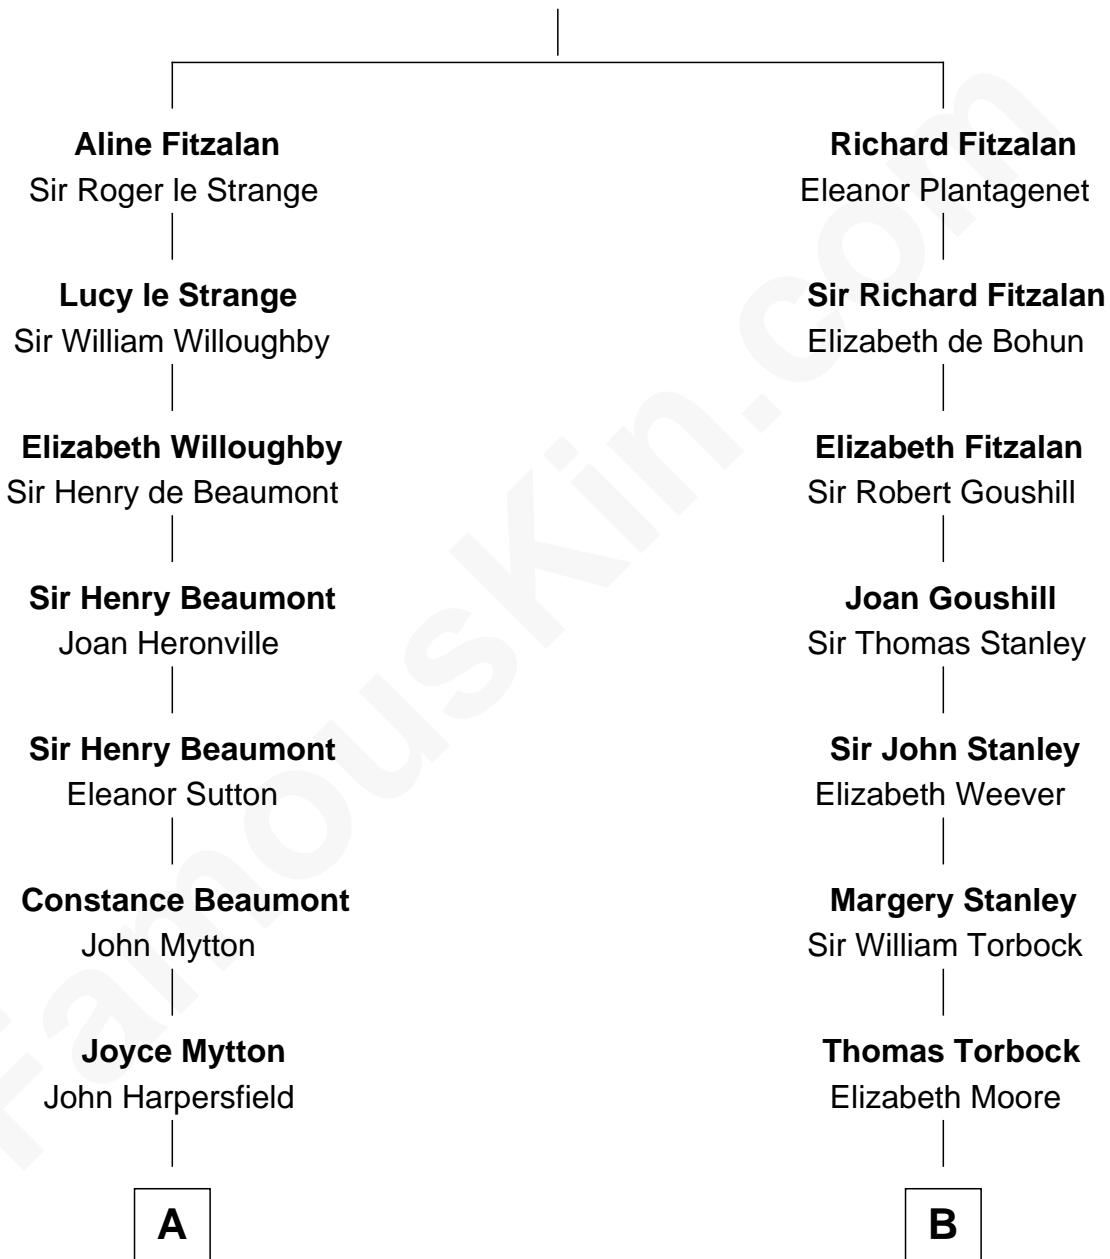 Aline Fitzalan
Sir Roger le Strange
Lucy le Strange
Sir William Willoughby
Elizabeth Willoughby
Sir Henry de Beaumont
Sir Henry Beaumont
Joan Heronville
Sir Henry Beaumont
Eleanor Sutton
Constance Beaumont
John Mytton
Joyce Mytton
John Harpersfield
A
Richard Fitzalan
Eleanor Plantagenet
Sir Richard Fitzalan
Elizabeth de Bohun
Elizabeth Fitzalan
Sir Robert Goushill
Joan Goushill
Sir Thomas Stanley
Sir John Stanley
Elizabeth Weever
Margery Stanley
Sir William Torbock
Thomas Torbock
Elizabeth Moore
B
FamousKin.com